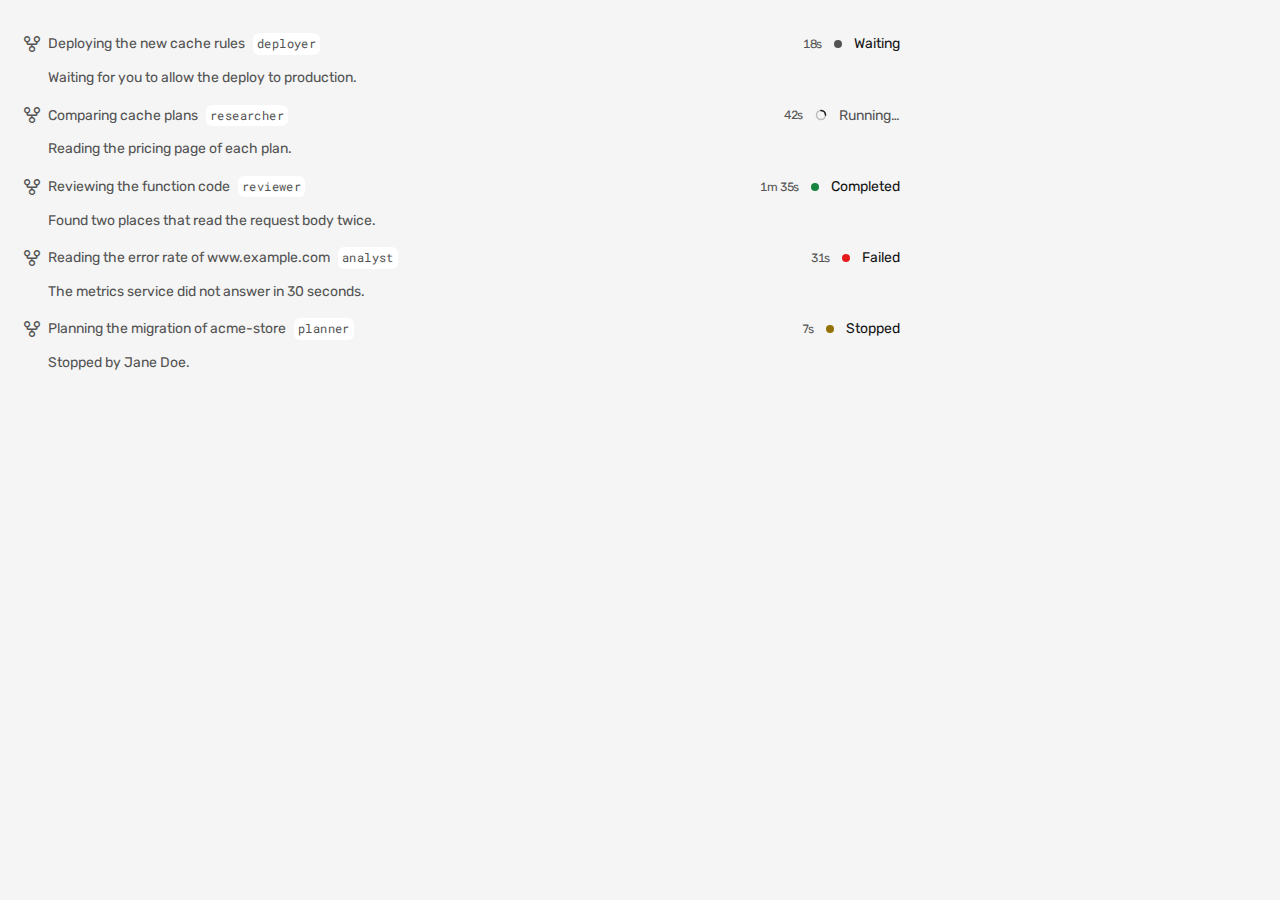 Deploying the new cache rules deployer 18s Waiting
Waiting for you to allow the deploy to production.
Comparing cache plans researcher 42s Running…
Reading the pricing page of each plan.
Reviewing the function code reviewer 1m 35s Completed
Found two places that read the request body twice.
Reading the error rate of www.example.com analyst 31s Failed
The metrics service did not answer in 30 seconds.
Planning the migration of acme-store planner 7s Stopped
Stopped by Jane Doe.